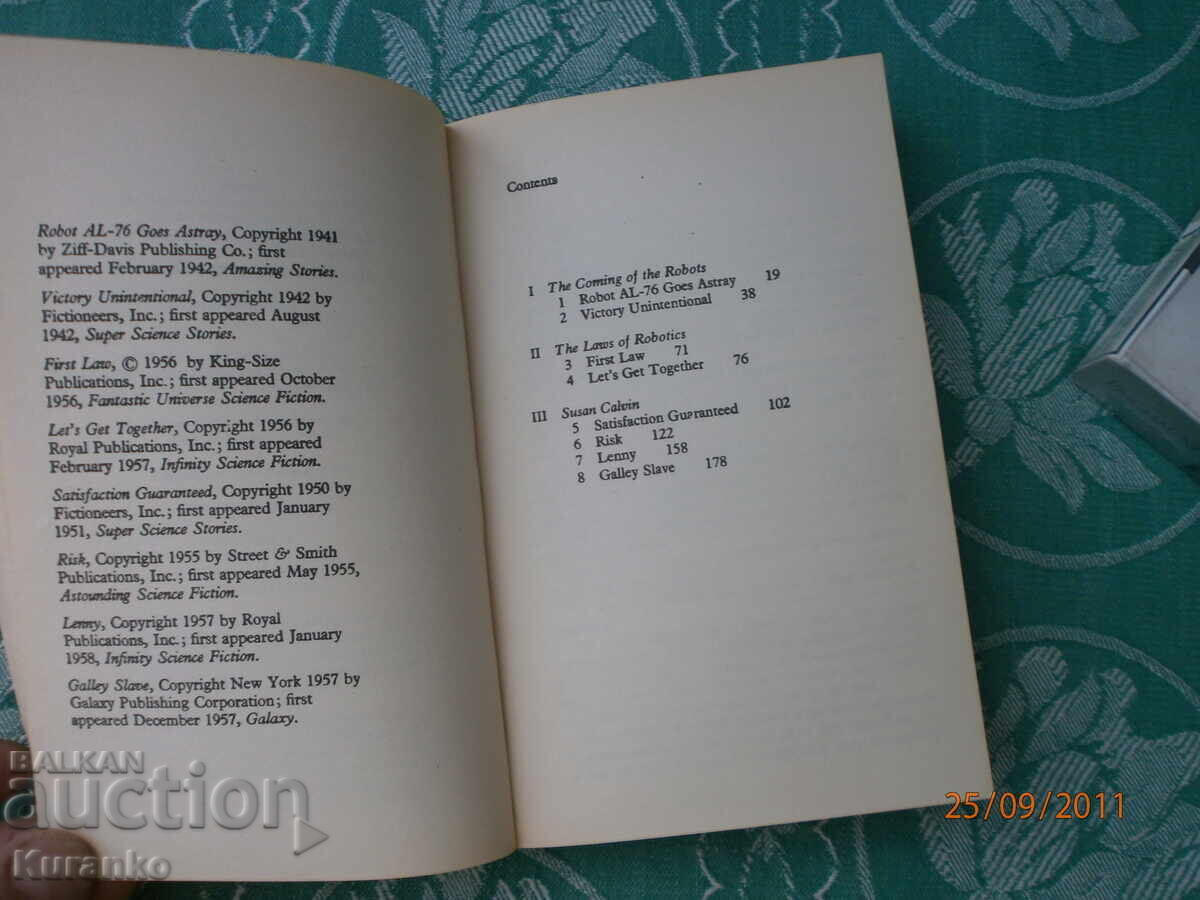 Robot AL-76 Goes Astray, Copyright 1941
by Ziff-Davis Publishing Co.; first
appeared February 1942, Amazing Stories.
Victory Unintentional, Copyright 1942 by
Fictioneers, Inc.; first appeared August
1942, Super Science Stories.
First Law, © 1956 by King-Size
Publications, Inc.; first appeared October
1956, Fantastic Universe Science Fiction.
Let's Get Together, Copyright 1956 by
Royal Publications, Inc.; first appeared
February 1957, Infinity Science Fiction.
Satisfaction Guaranteed, Copyright 1950 by
Fictioneers, Inc.; first appeared January
1951, Super Science Stories.
Risk, Copyright 1955 by Street & Smith
Publications, Inc.; first appeared May 1955,
Astounding Science Fiction.
Lenny, Copyright 1957 by Royal
Publications, Inc.; first appeared January
1958, Infinity Science Fiction.
Galley Slave, Copyright New York 1957 by
Galaxy Publishing Corporation; first
appeared December 1957, Galaxy.
Contents
I The Coming of the Robots
1 Robot AL-76 Goes Astray 19
2 Victory Unintentional 38
II The Laws of Robotics
3 First Law 71
4 Let's Get Together 76
III Susan Calvin
5 Satisfaction Guaranteed 102
6 Risk 122
7 Lenny 158
8 Galley Slave 178
BALKAN
auction
Kuranko
25/09/2011